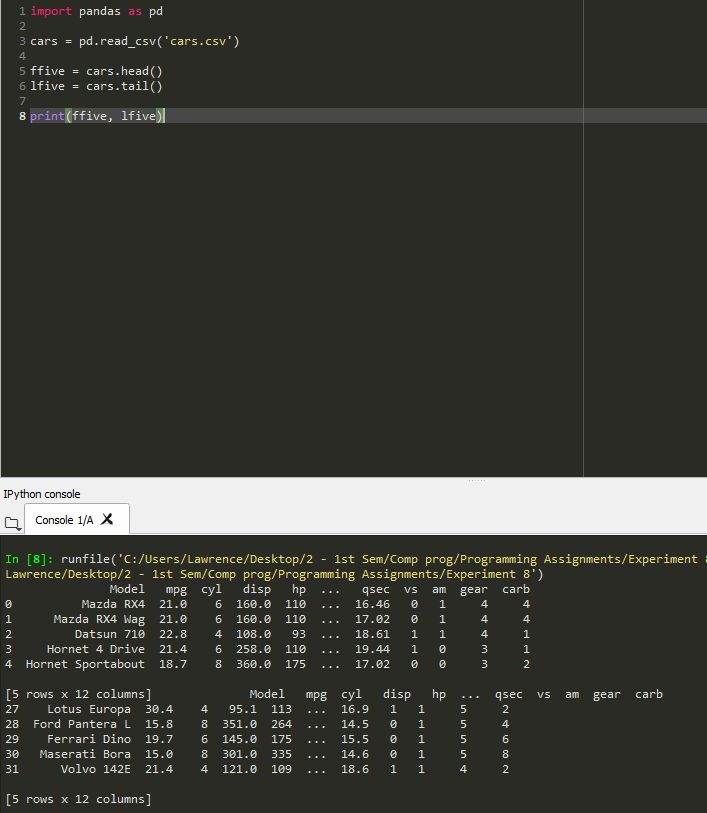 1 import pandas as pd
2
3 cars = pd.read_csv('cars.csv')
4
5 ffive = cars.head()
6 lfive = cars.tail()
7
8 print(ffive, lfive)
IPython console
Console 1/A
In [8]: runfile('C:/Users/Lawrence/Desktop/2 - 1st Sem/Comp prog/Programming Assignments/Experiment 8
Lawrence/Desktop/2 - 1st Sem/Comp prog/Programming Assignments/Experiment 8')
               Model   mpg  cyl   disp   hp  ...   qsec  vs  am  gear  carb
0          Mazda RX4  21.0    6  160.0  110  ...  16.46   0   1     4     4
1      Mazda RX4 Wag  21.0    6  160.0  110  ...  17.02   0   1     4     4
2         Datsun 710  22.8    4  108.0   93  ...  18.61   1   1     4     1
3     Hornet 4 Drive  21.4    6  258.0  110  ...  19.44   1   0     3     1
4  Hornet Sportabout  18.7    8  360.0  175  ...  17.02   0   0     3     2
[5 rows x 12 columns]              Model   mpg  cyl   disp   hp  ...  qsec  vs  am  gear  carb
27    Lotus Europa  30.4    4   95.1  113  ...  16.9   1   1     5     2
28  Ford Pantera L  15.8    8  351.0  264  ...  14.5   0   1     5     4
29    Ferrari Dino  19.7    6  145.0  175  ...  15.5   0   1     5     6
30   Maserati Bora  15.0    8  301.0  335  ...  14.6   0   1     5     8
31      Volvo 142E  21.4    4  121.0  109  ...  18.6   1   1     4     2
[5 rows x 12 columns]